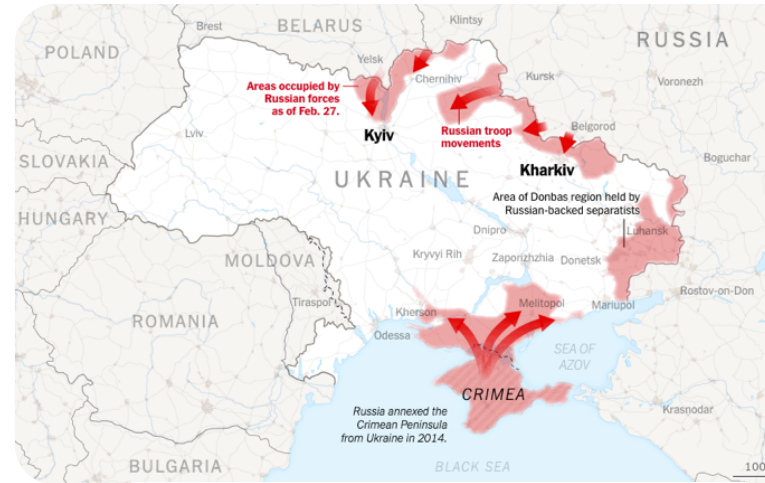 Klintsy
BELARUS
Brest
RUSSIA
POLAND
Yelsk
Chernihiv
Kursk
Voronezh
Areas occupied by
Russian forces
as of Feb. 27.
Kyiv
Russian troop
movements
Belgorod
Lviv
Kharkiv
Boguchar
SLOVAKIA
UKRAINE
Area of Donbas region held by
Russian-backed separatists
HUNGARY
Dnipro
Luhansk
MOLDOVA
Kryvyi Rih
Zaporizhzhia
Donetsk
Rostov-on-Don
Tiraspol
Kherson
Melitopol
Mariupol
ROMANIA
Odessa
SEA OF
AZOV
CRIMEA
Russia annexed the
Crimean Peninsula
from Ukraine in 2014.
Krasnodar
BULGARIA
BLACK SEA
100